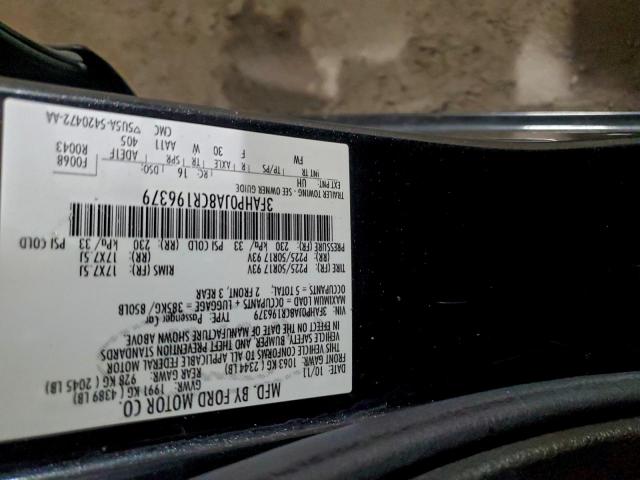 MFD. BY FORD MOTOR CO.
DATE: 10/11 GVWR: 1991 KG ( 4389 LB)
FRONT GAWR: REAR GAWR:
1063 KG ( 2344 LB) 928 KG ( 2045 LB)
THIS VEHICLE CONFORMS TO ALL APPLICABLE FEDERAL MOTOR
VEHICLE SAFETY, BUMPER, AND THEFT PREVENTION STANDARDS
IN EFFECT ON THE DATE OF MANUFACTURE SHOWN ABOVE.
VIN: 3FAHP0JA8CR196379 TYPE: Passenger Car
MAXIMUM LOAD = OCCUPANTS + LUGGAGE = 385KG/850LB
OCCUPANTS = 5 TOTAL: 2 FRONT, 3 REAR
TIRE RIMS
(FR): P225/50R17 93V (FR): 17X7.5J
(RR): P225/50R17 93V (RR): 17X7.5J
PRESSURE (FR): 230 kPa/ 33 PSI COLD (RR): 230 kPa/ 33 PSI COLD
3FAHP0JA8CR196379
TRAILER TOWING - SEE OWNER GUIDE
EXT PNT: UH RC: 16 DSO: F0068
INT TR TP/PS R AXLE TR SPR ADEIF R0043
FW F 30 W AA11 405
CMC
▽5U5A-5420472-AA